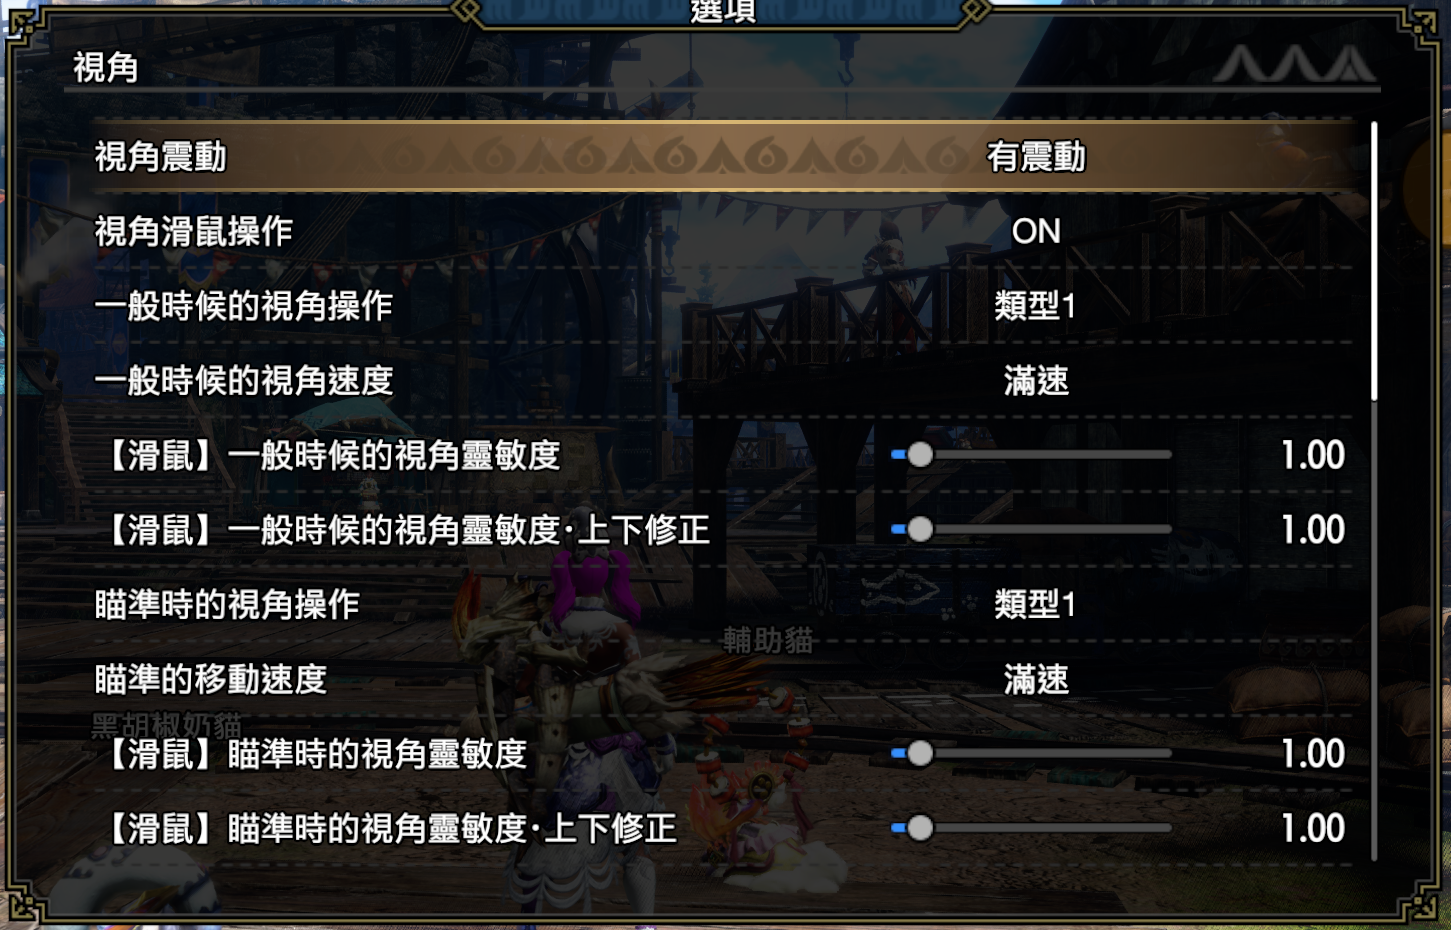 選項
視角
視角震動 有震動
視角滑鼠操作 ON
一般時候的視角操作 類型1
一般時候的視角速度 滿速
【滑鼠】一般時候的視角靈敏度 1.00
【滑鼠】一般時候的視角靈敏度·上下修正 1.00
瞄準時的視角操作 類型1
輔助貓
瞄準的移動速度 滿速
黑胡椒奶貓
【滑鼠】瞄準時的視角靈敏度 1.00
【滑鼠】瞄準時的視角靈敏度·上下修正 1.00